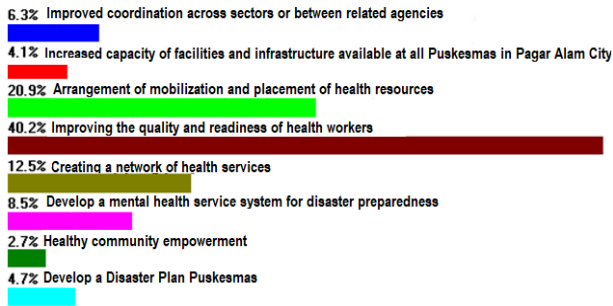 6.3% Improved coordination across sectors or between related agencies
4.1% Increased capacity of facilities and infrastructure available at all Puskesmas in Pagar Alam City
20.9% Arrangement of mobilization and placement of health resources
40.2% Improving the quality and readiness of health workers
12.5% Creating a network of health services
8.5% Develop a mental health service system for disaster preparedness
2.7% Healthy community empowerment
4.7% Develop a Disaster Plan Puskesmas